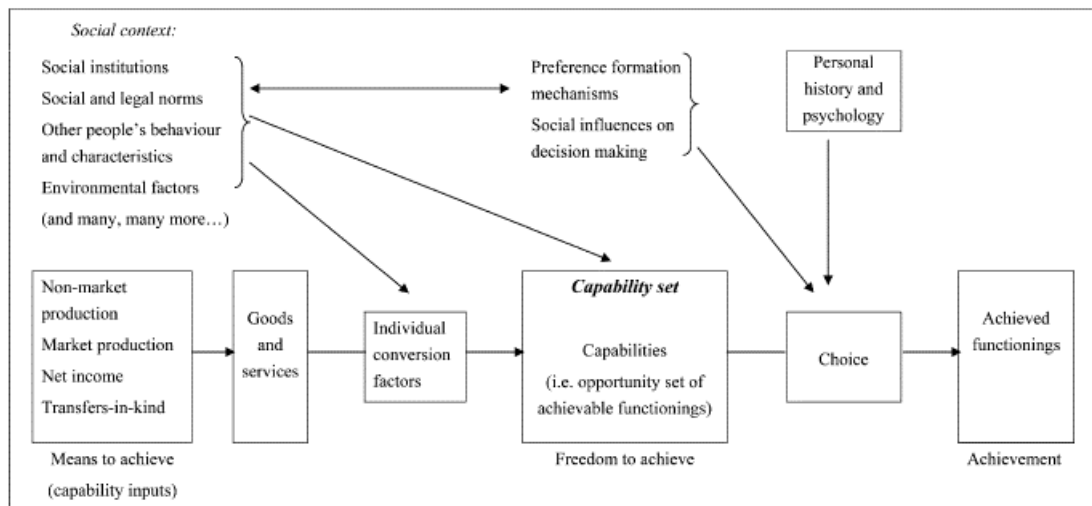 Social context:
Social institutions
Social and legal norms
Other people's behaviour
and characteristics
Environmental factors
(and many, many more…)
Preference formation
mechanisms
Social influences on
decision making
Personal
history and
psychology
Non-market
production
Market production
Net income
Transfers-in-kind
Goods
and
services
Individual
conversion
factors
Capability set
Capabilities
(i.e. opportunity set of
achievable functionings)
Choice
Achieved
functionings
Means to achieve
(capability inputs)
Freedom to achieve
Achievement